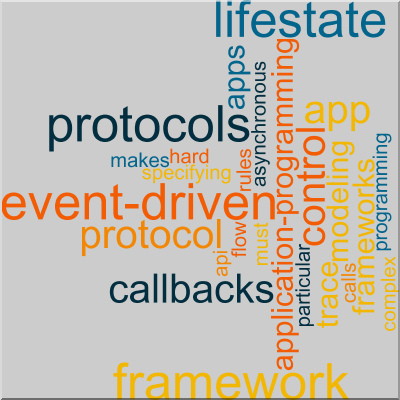 lifestate
apps
asynchronous
application-programming
app
protocols
control
modeling
programming
makes
hard
specifying
rules
frameworks
event-driven
protocol
api
flow
must
particular
trace
calls
complex
callbacks
framework